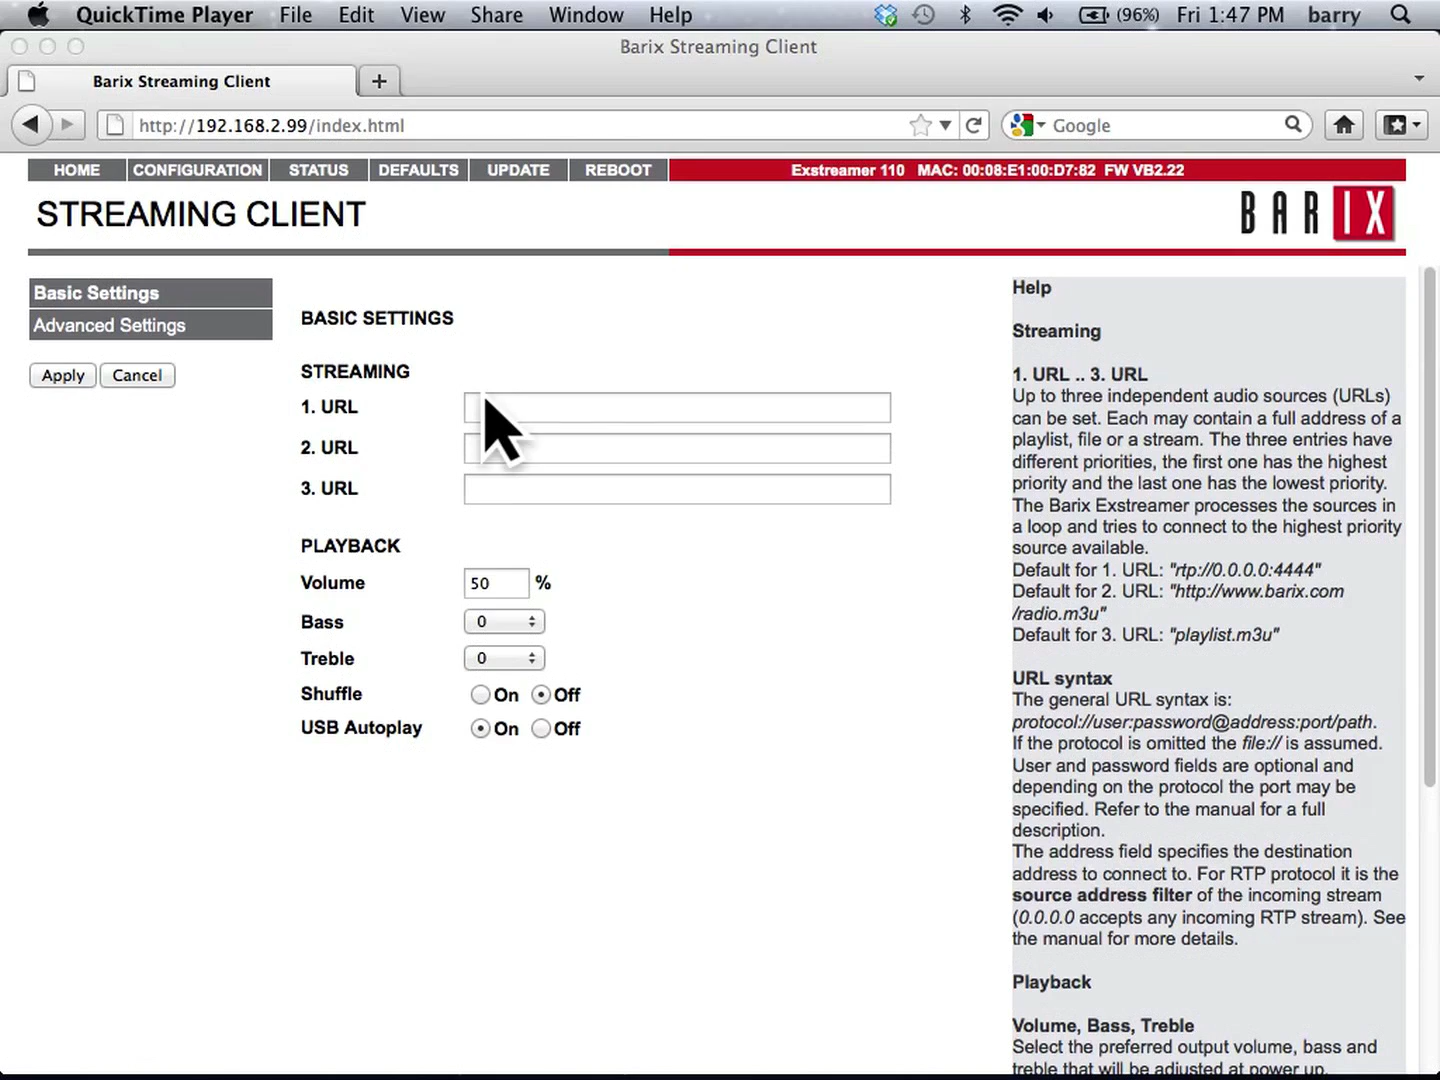 QuickTime Player File Edit View Share Window Help (96%) Fri 1:47 PM barry
Barix Streaming Client
Barix Streaming Client
http://192.168.2.99/index.html Google
HOME CONFIGURATION STATUS DEFAULTS UPDATE REBOOT Exstreamer 110 MAC: 00:08:E1:00:D7:82 FW VB2.22
STREAMING CLIENT
BARIX
Basic Settings
Advanced Settings
Apply Cancel
BASIC SETTINGS
STREAMING
1. URL
2. URL
3. URL
PLAYBACK
Volume 50 %
Bass 0
Treble 0
Shuffle On Off
USB Autoplay On Off
Help
Streaming
1. URL .. 3. URL
Up to three independent audio sources (URLs)
can be set. Each may contain a full address of a
playlist, file or a stream. The three entries have
different priorities, the first one has the highest
priority and the last one has the lowest priority.
The Barix Exstreamer processes the sources in
a loop and tries to connect to the highest priority
source available.
Default for 1. URL: "rtp://0.0.0.0:4444"
Default for 2. URL: "http://www.barix.com
/radio.m3u"
Default for 3. URL: "playlist.m3u"
URL syntax
The general URL syntax is:
protocol://user:password@address:port/path.
If the protocol is omitted the file:// is assumed.
User and password fields are optional and
depending on the protocol the port may be
specified. Refer to the manual for a full
description.
The address field specifies the destination
address to connect to. For RTP protocol it is the
source address filter of the incoming stream
(0.0.0.0 accepts any incoming RTP stream). See
the manual for more details.
Playback
Volume, Bass, Treble
Select the preferred output volume, bass and
treble that will be adjusted at power up.